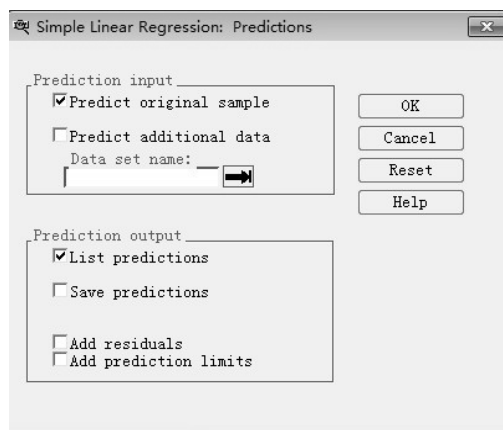 Simple Linear Regression: Predictions
Prediction input
Predict original sample
Predict additional data
Data set name:
OK
Cancel
Reset
Help
Prediction output
List predictions
Save predictions
Add residuals
Add prediction limits